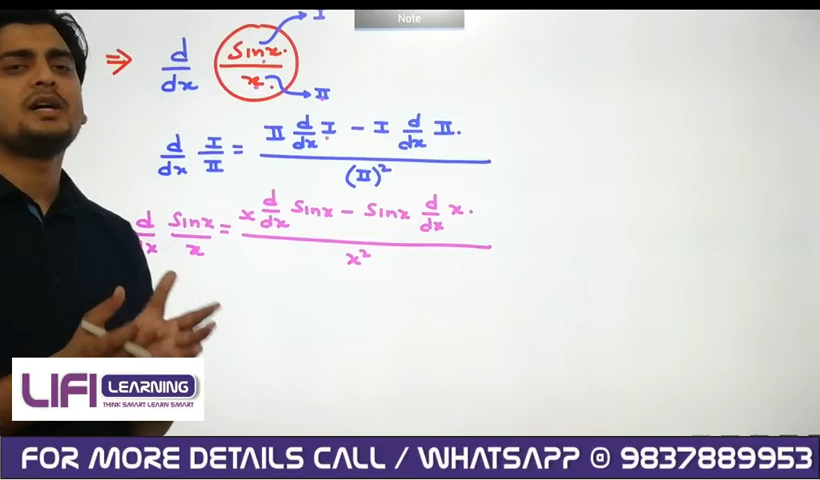 Note
⇒ d/dx (sinx./x.) → I → II
d/dx I/II = (II d/dx I − I d/dx II.)/(II)²
d/dx sinx/x = (x d/dx sinx − sinx d/dx x.)/x²
LIFI LEARNING
THINK SMART LEARN SMART
FOR MORE DETAILS CALL / WHATSAPP @ 9837889953